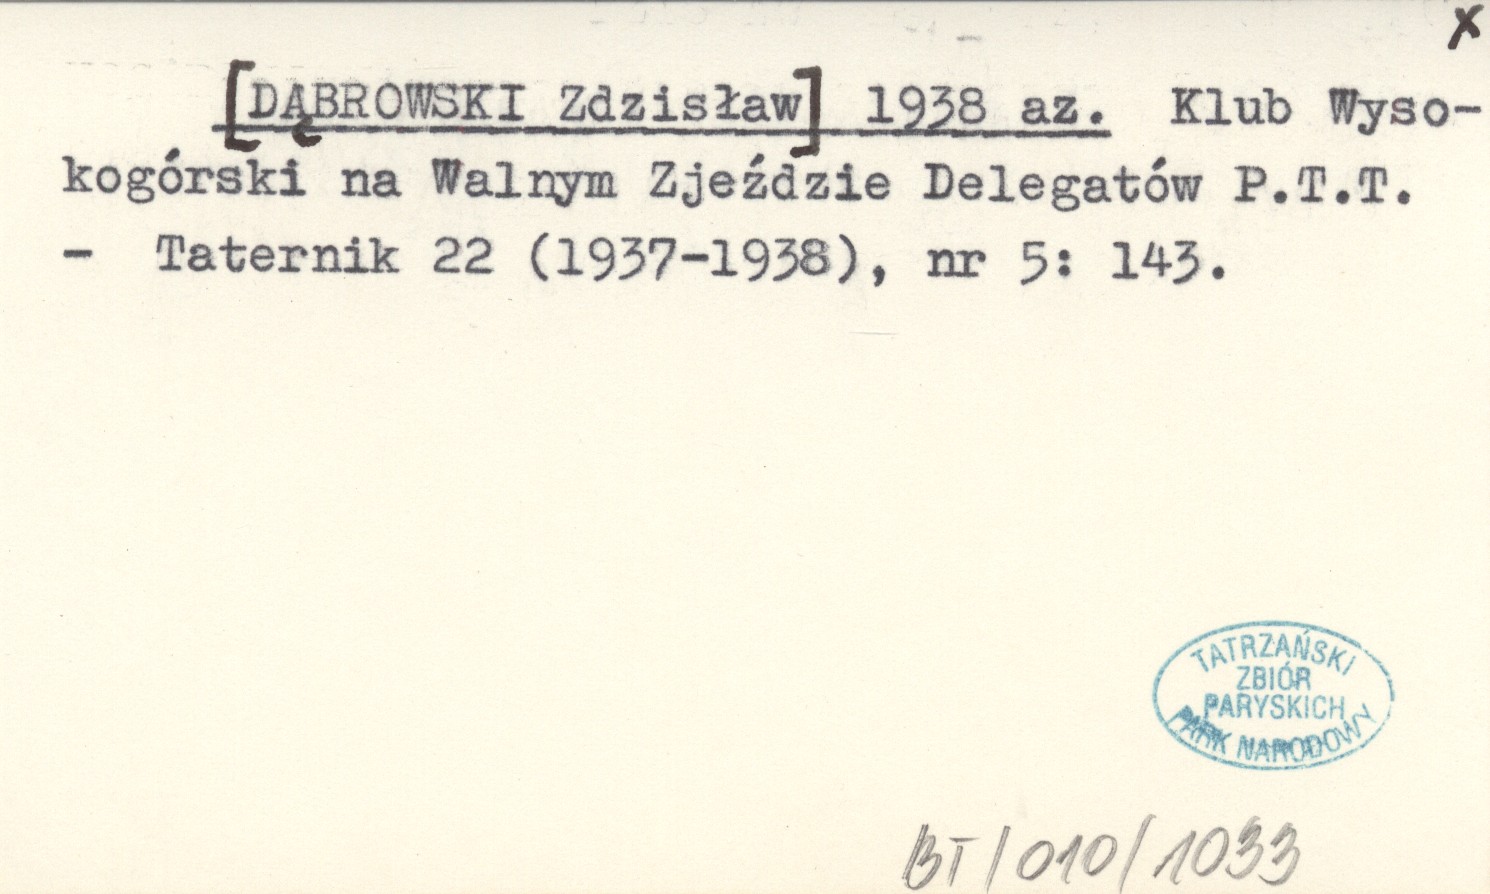 x
[DĄBROWSKI Zdzisław] 1938 az. Klub Wyso-
kogórski na Walnym Zjeździe Delegatów P.T.T.
- Taternik 22 (1937-1938), nr 5: 143.
TATRZAŃSKI
ZBIÓR
PARYSKICH
PARK NARODOWY
BT/010/1033